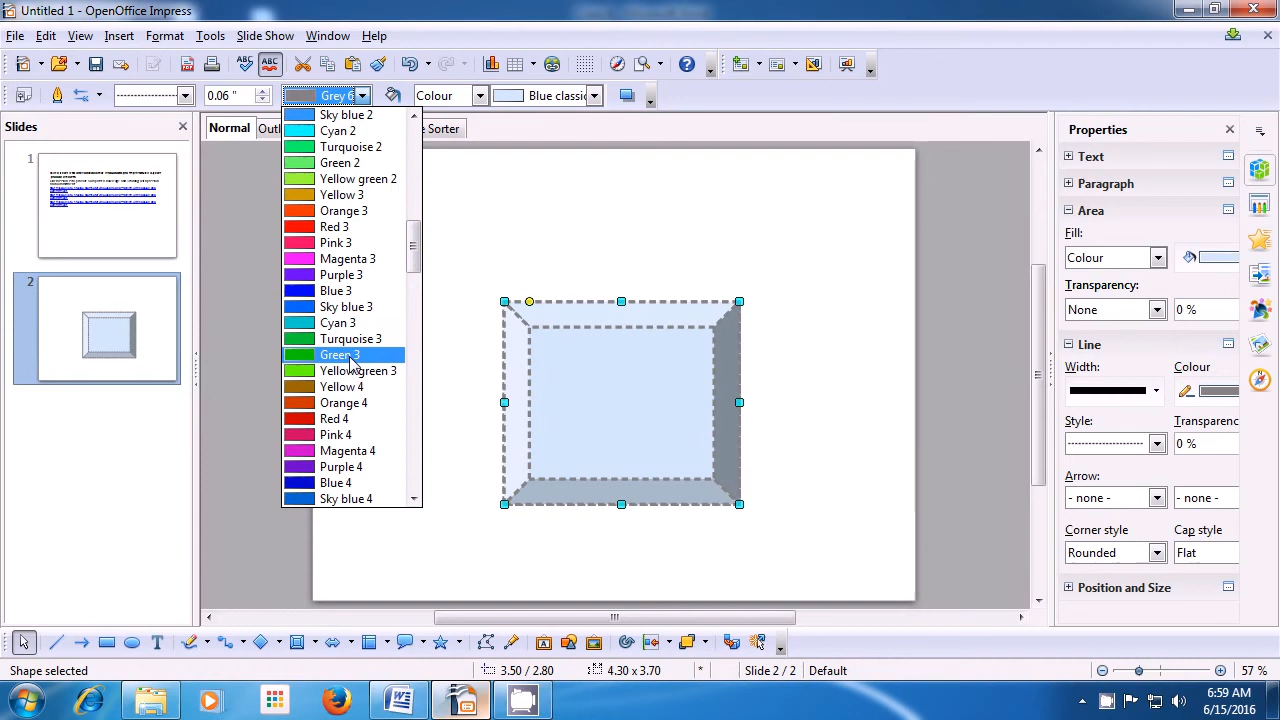 Untitled 1 - OpenOffice Impress
File Edit View Insert Format Tools Slide Show Window Help
0.06 " Grey 6 Colour Blue classic
Slides
Normal Outli e Sorter
Properties
1
2
Sky blue 2
Cyan 2
Turquoise 2
Green 2
Yellow green 2
Yellow 3
Orange 3
Red 3
Pink 3
Magenta 3
Purple 3
Blue 3
Sky blue 3
Cyan 3
Turquoise 3
Green 3
Yellow green 3
Yellow 4
Orange 4
Red 4
Pink 4
Magenta 4
Purple 4
Blue 4
Sky blue 4
Text
Paragraph
Area
Fill:
Colour
Transparency:
None 0 %
Line
Width: Colour
Style: Transparenc
0 %
Arrow:
- none - - none -
Corner style Cap style
Rounded Flat
Position and Size
Shape selected 3.50 / 2.80 4.30 x 3.70 * Slide 2 / 2 Default 57 %
6:59 AM
6/15/2016